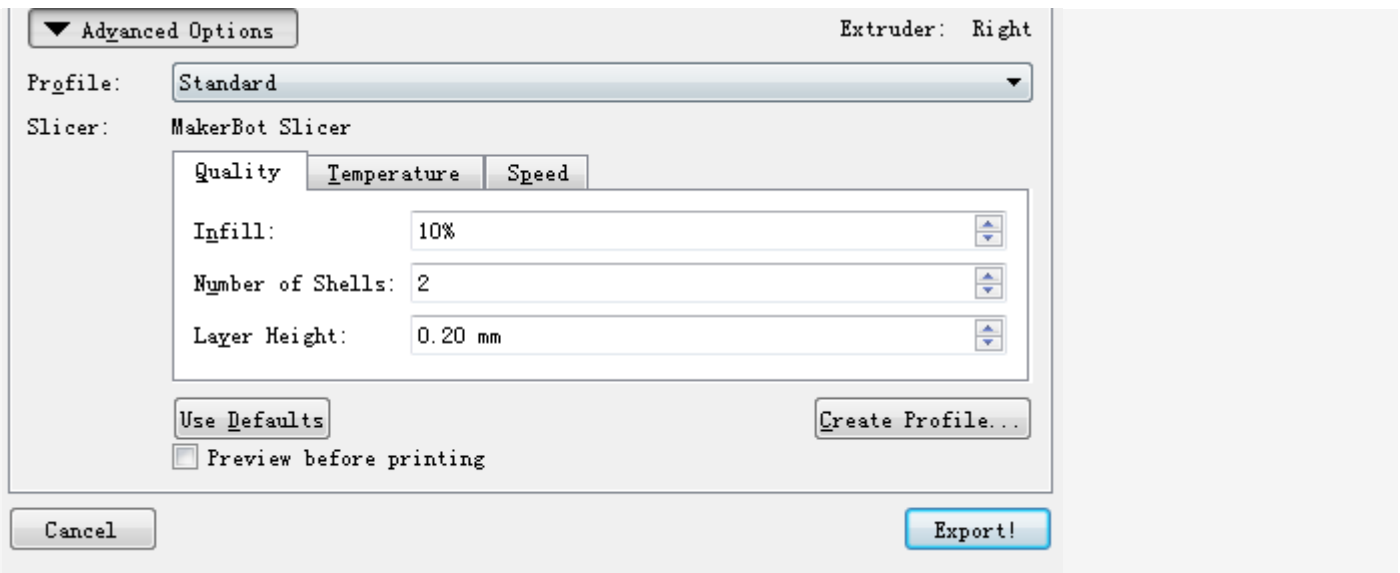 Advanced Options Extruder: Right
Profile: Standard
Slicer: MakerBot Slicer
Quality Temperature Speed
Infill: 10%
Number of Shells: 2
Layer Height: 0.20 mm
Use Defaults Create Profile...
Preview before printing
Cancel Export!